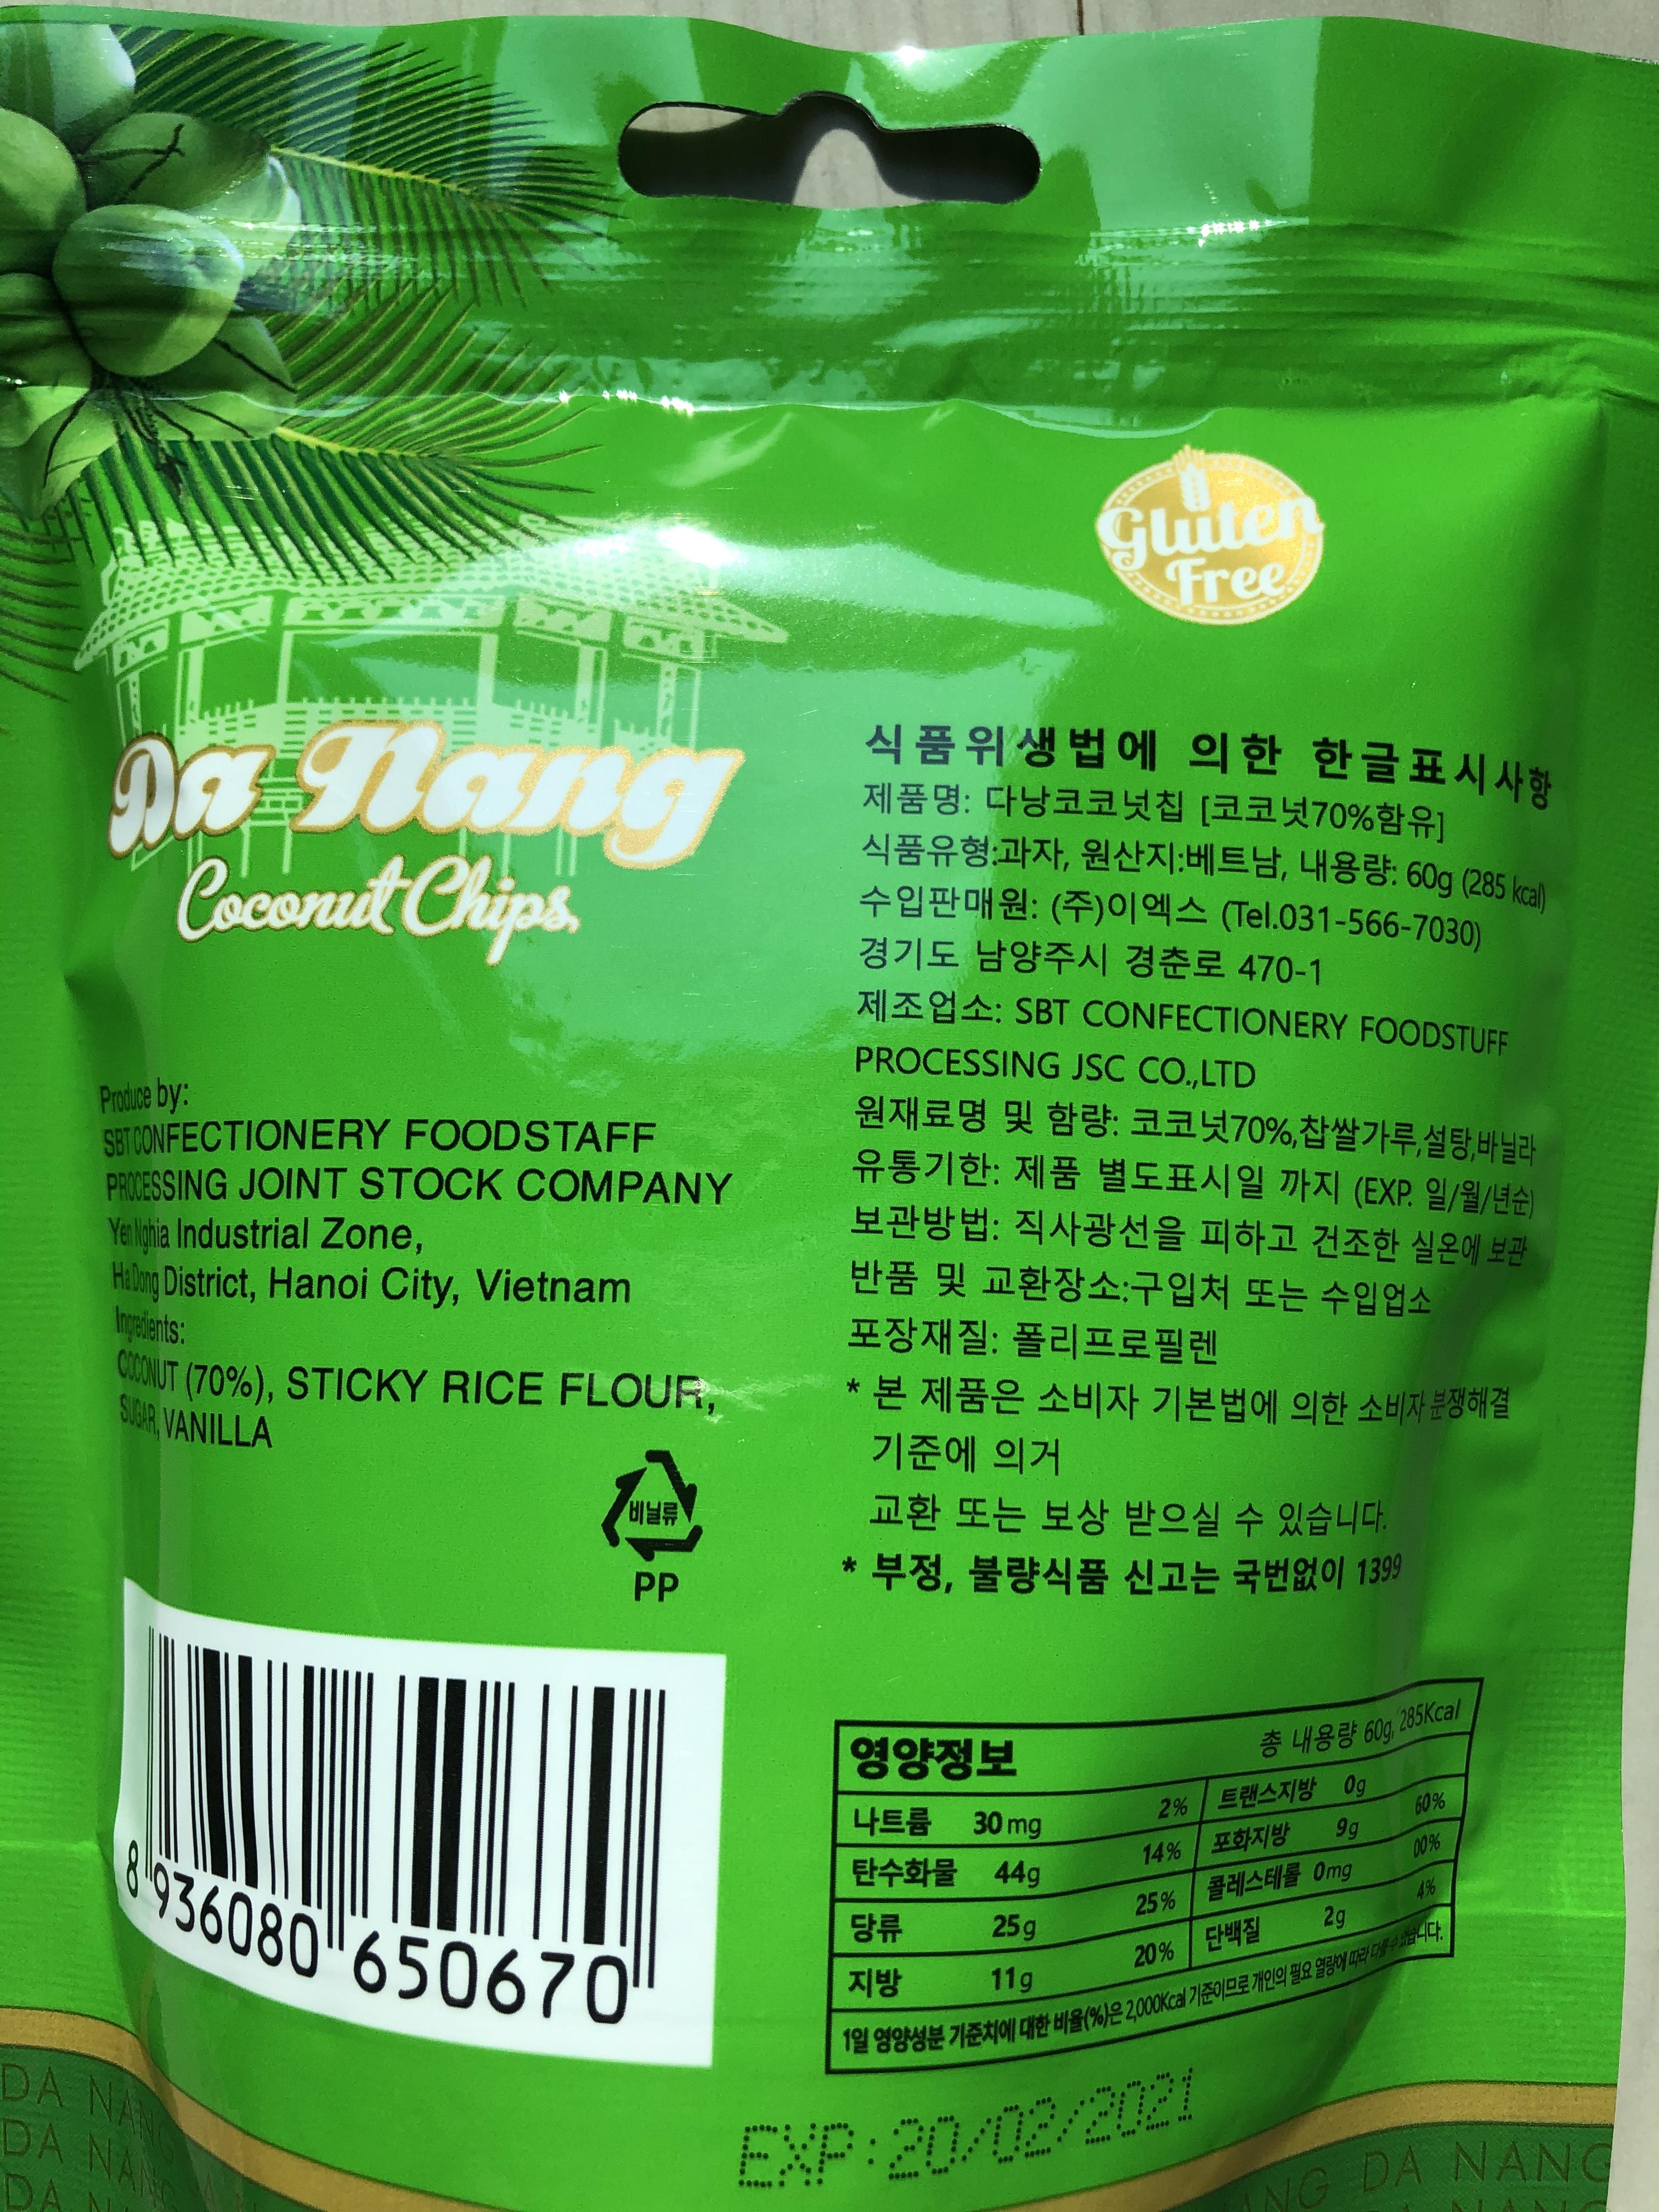 Gluten
Free
Da Nang
Coconut Chips
Produce by:
SBT CONFECTIONERY FOODSTAFF
PROCESSING JOINT STOCK COMPANY
Yen Nghia Industrial Zone,
Ha Dong District, Hanoi City, Vietnam
Ingredients:
COCONUT (70%), STICKY RICE FLOUR,
SUGAR, VANILLA
비닐류
PP
8 936080 650670
식품위생법에 의한 한글표시사항
제품명: 다낭코코넛칩 [코코넛70%함유]
식품유형:과자, 원산지:베트남, 내용량: 60g (285 kcal)
수입판매원: (주)이엑스 (Tel.031-566-7030)
경기도 남양주시 경춘로 470-1
제조업소: SBT CONFECTIONERY FOODSTUFF
PROCESSING JSC CO.,LTD
원재료명 및 함량: 코코넛70%,찹쌀가루,설탕,바닐라
유통기한: 제품 별도표시일 까지 (EXP. 일/월/년순)
보관방법: 직사광선을 피하고 건조한 실온에 보관
반품 및 교환장소:구입처 또는 수입업소
포장재질: 폴리프로필렌
* 본 제품은 소비자 기본법에 의한 소비자 분쟁해결
기준에 의거
교환 또는 보상 받으실 수 있습니다.
* 부정, 불량식품 신고는 국번없이 1399
영양정보 총 내용량 60g, 285Kcal
나트륨 30mg 2% 트랜스지방 0g
탄수화물 44g 14% 포화지방 9g 60%
당류 25g 25% 콜레스테롤 0mg 00%
지방 11g 20% 단백질 2g 4%
1일 영양성분 기준치에 대한 비율(%)은 2,000Kcal 기준이므로 개인의 필요 열량에 따라 다를 수 있습니다.
EXP:20/02/2021
DA NANG
DA NANG
DA NANG